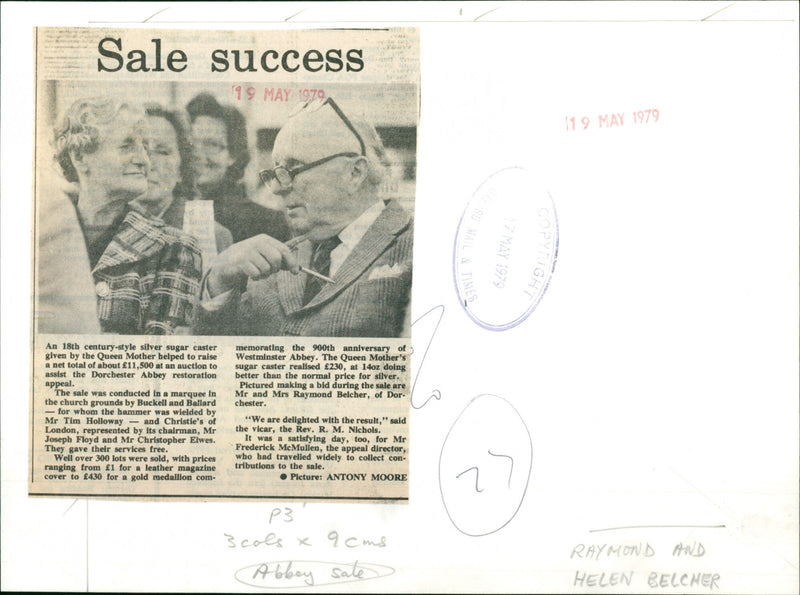 Sale success
19 MAY 1979
An 18th century-style silver sugar caster
given by the Queen Mother helped to raise
a net total of about £11,500 at an auction to
assist the Dorchester Abbey restoration
appeal.
The sale was conducted in a marquee in
the church grounds by Buckell and Ballard
— for whom the hammer was wielded by
Mr Tim Holloway — and Christie's of
London, represented by its chairman, Mr
Joseph Floyd and Mr Christopher Elwes.
They gave their services free.
Well over 300 lots were sold, with prices
ranging from £1 for a leather magazine
cover to £430 for a gold medallion com-
memorating the 900th anniversary of
Westminster Abbey. The Queen Mother's
sugar caster realised £230, at 14oz doing
better than the normal price for silver.
Pictured making a bid during the sale are
Mr and Mrs Raymond Belcher, of Dor-
chester.
"We are delighted with the result," said
the vicar, the Rev. R. M. Nichols.
It was a satisfying day, too, for Mr
Frederick McMullen, the appeal director,
who had travelled widely to collect con-
tributions to the sale.
● Picture: ANTONY MOORE
19 MAY 1979
COPYRIGHT
17 MAY 1979
MAIL & TIMES
P3
3 cols x 9 cms
Abbey sale
RAYMOND AND
HELEN BELCHER